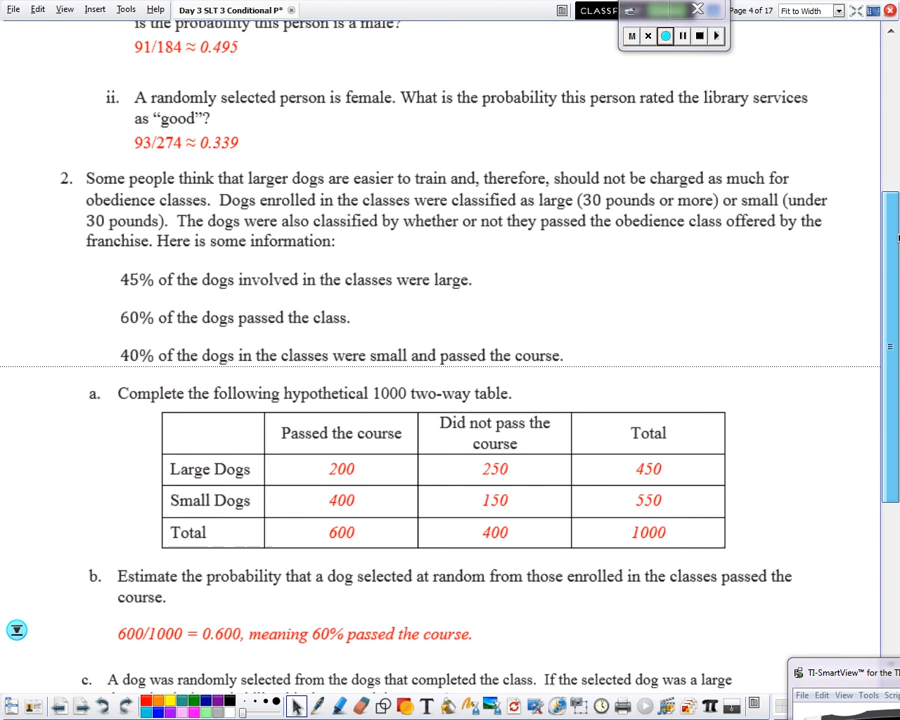 File Edit View Insert Tools Help Day 3 SLT 3 Conditional P* CLASSF Page 4 of 17 Fit to Width
M
is the probability this person is a male?
91/184 ≈ 0.495
ii. A randomly selected person is female. What is the probability this person rated the library services
as “good”?
93/274 ≈ 0.339
2. Some people think that larger dogs are easier to train and, therefore, should not be charged as much for
obedience classes. Dogs enrolled in the classes were classified as large (30 pounds or more) or small (under
30 pounds). The dogs were also classified by whether or not they passed the obedience class offered by the
franchise. Here is some information:
45% of the dogs involved in the classes were large.
60% of the dogs passed the class.
40% of the dogs in the classes were small and passed the course.
a. Complete the following hypothetical 1000 two-way table.
Passed the course Did not pass the course Total
Large Dogs 200 250 450
Small Dogs 400 150 550
Total 600 400 1000
b. Estimate the probability that a dog selected at random from those enrolled in the classes passed the
course.
600/1000 = 0.600, meaning 60% passed the course.
c. A dog was randomly selected from the dogs that completed the class. If the selected dog was a large
TI-SmartView™ for the TI
File Edit View Tools Scrip